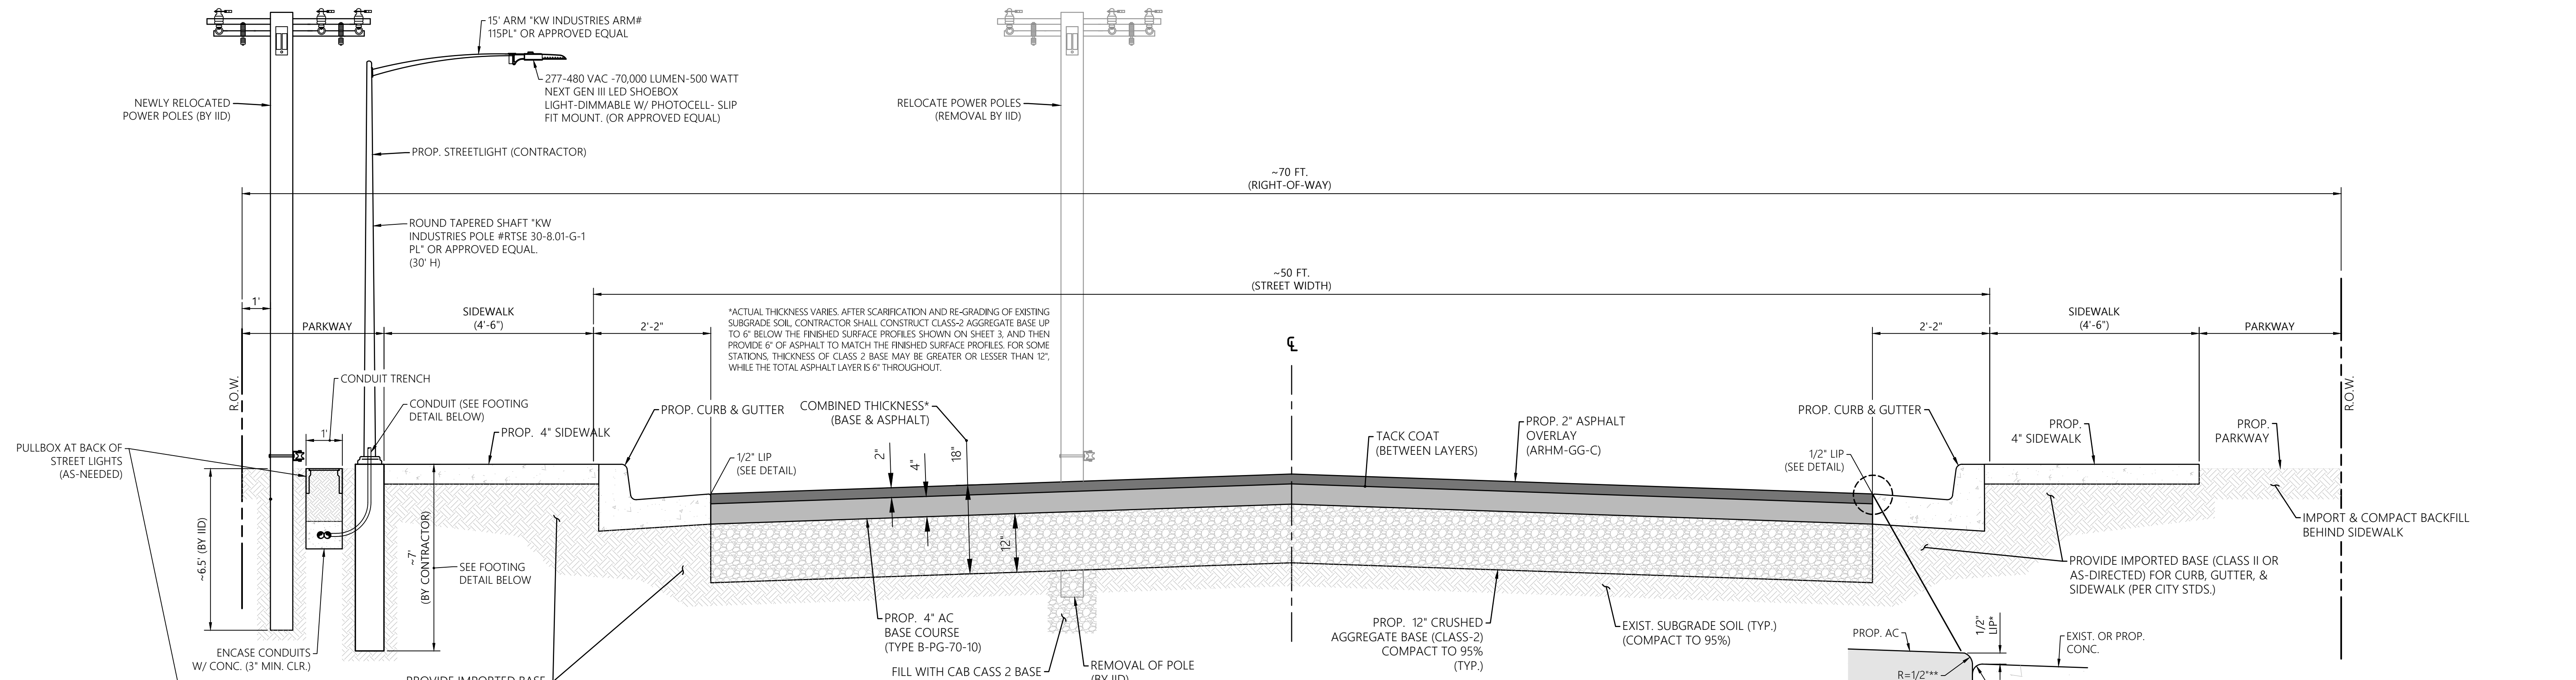 15' ARM "KW INDUSTRIES ARM#
115PL" OR APPROVED EQUAL
277-480 VAC -70,000 LUMEN-500 WATT
NEXT GEN III LED SHOEBOX
LIGHT-DIMMABLE W/ PHOTOCELL- SLIP
FIT MOUNT. (OR APPROVED EQUAL)
NEWLY RELOCATED
POWER POLES (BY IID)
RELOCATE POWER POLES
(REMOVAL BY IID)
PROP. STREETLIGHT (CONTRACTOR)
~70 FT.
(RIGHT-OF-WAY)
ROUND TAPERED SHAFT "KW
INDUSTRIES POLE #RTSE 30-8.01-G-1
PL" OR APPROVED EQUAL.
(30' H)
~50 FT.
(STREET WIDTH)
1'
PARKWAY
SIDEWALK
(4'-6")
2'-2"
*ACTUAL THICKNESS VARIES. AFTER SCARIFICATION AND RE-GRADING OF EXISTING
SUBGRADE SOIL, CONTRACTOR SHALL CONSTRUCT CLASS-2 AGGREGATE BASE UP
TO 6" BELOW THE FINISHED SURFACE PROFILES SHOWN ON SHEET 3, AND THEN
PROVIDE 6" OF ASPHALT TO MATCH THE FINISHED SURFACE PROFILES. FOR SOME
STATIONS, THICKNESS OF CLASS 2 BASE MAY BE GREATER OR LESSER THAN 12",
WHILE THE TOTAL ASPHALT LAYER IS 6" THROUGHOUT.
2'-2"
SIDEWALK
(4'-6")
PARKWAY
℄
R.O.W.
R.O.W.
CONDUIT TRENCH
CONDUIT (SEE FOOTING
DETAIL BELOW)
PROP. CURB & GUTTER
COMBINED THICKNESS*
(BASE & ASPHALT)
PROP. 2" ASPHALT
OVERLAY
(ARHM-GG-C)
TACK COAT
(BETWEEN LAYERS)
PROP. CURB & GUTTER
PROP.
4" SIDEWALK
PROP.
PARKWAY
PULLBOX AT BACK OF
STREET LIGHTS
(AS-NEEDED)
1'
PROP. 4" SIDEWALK
1/2" LIP
(SEE DETAIL)
2"
4"
18"
12"
1/2" LIP
(SEE DETAIL)
IMPORT & COMPACT BACKFILL
BEHIND SIDEWALK
~6.5' (BY IID)
~7'
(BY CONTRACTOR)
SEE FOOTING
DETAIL BELOW
PROVIDE IMPORTED BASE (CLASS II OR
AS-DIRECTED) FOR CURB, GUTTER, &
SIDEWALK (PER CITY STDS.)
ENCASE CONDUITS
W/ CONC. (3" MIN. CLR.)
PROP. 4" AC
BASE COURSE
(TYPE B-PG-70-10)
FILL WITH CAB CASS 2 BASE
REMOVAL OF POLE
(BY IID)
PROP. 12" CRUSHED
AGGREGATE BASE (CLASS-2)
COMPACT TO 95%
(TYP.)
EXIST. SUBGRADE SOIL (TYP.)
(COMPACT TO 95%)
PROVIDE IMPORTED BASE
PROP. AC
1/2"
LIP*
EXIST. OR PROP.
CONC.
R=1/2"**